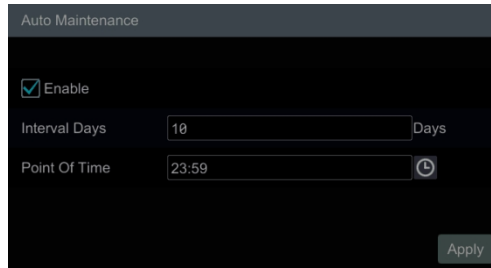 Auto Maintenance
Enable
Interval Days 10 Days
Point Of Time 23:59
Apply